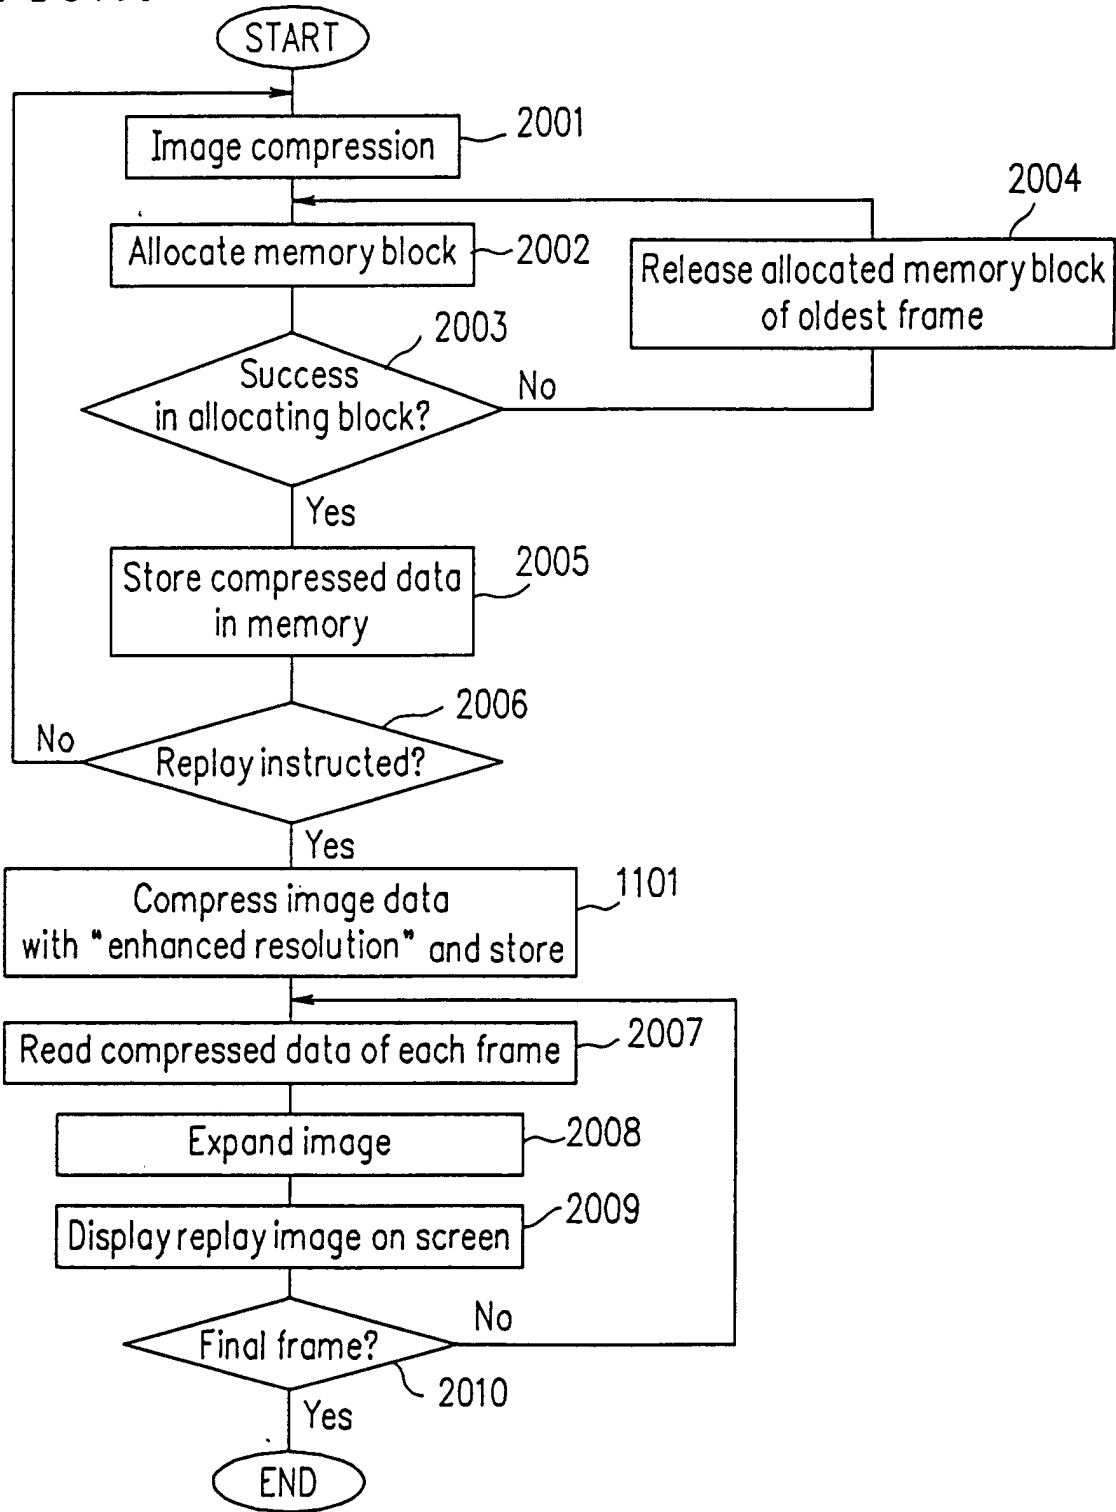 START
Image compression
2001
2004
Allocate memory block
2002
Release allocated memory block
of oldest frame
2003
Success
in allocating block?
No
Yes
Store compressed data
in memory
2005
2006
No
Replay instructed?
Yes
Compress image data
with "enhanced resolution" and store
1101
Read compressed data of each frame
2007
Expand image
2008
Display replay image on screen
2009
Final frame?
No
2010
Yes
END